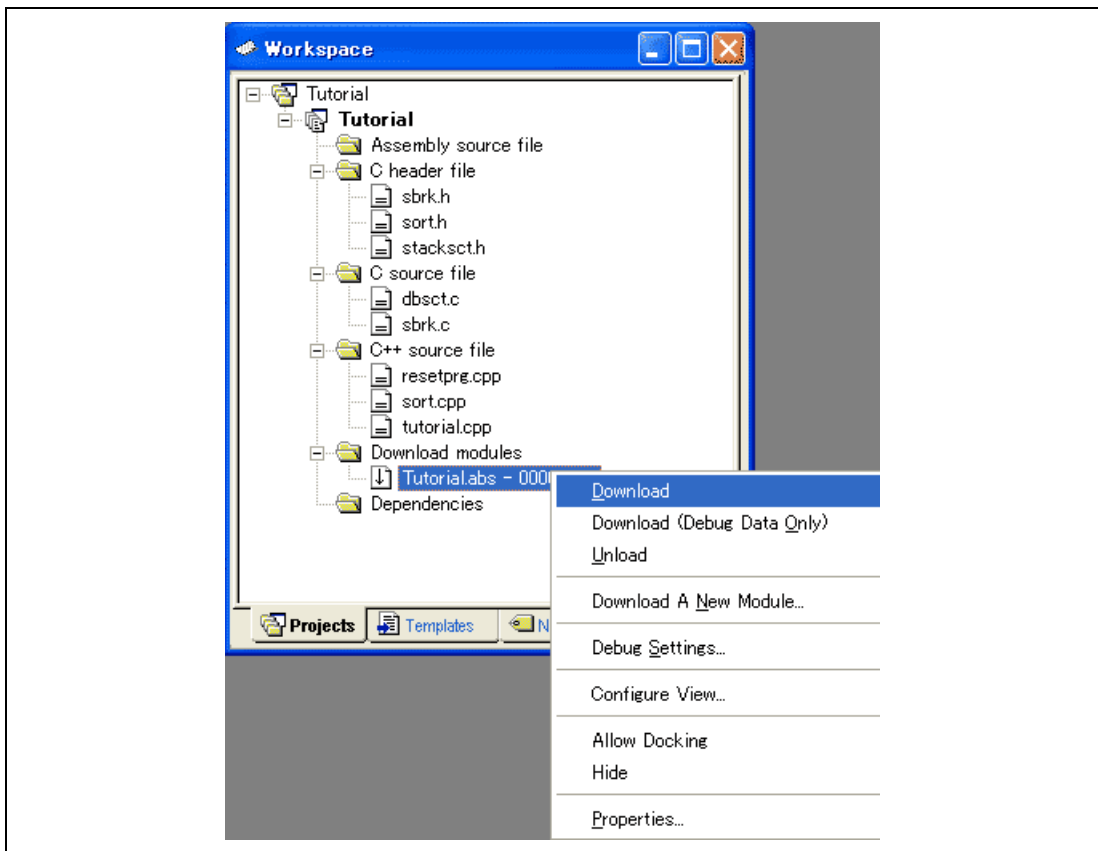 Workspace
Tutorial
Tutorial
Assembly source file
C header file
sbrk.h
sort.h
stacksct.h
C source file
dbsct.c
sbrk.c
C++ source file
resetprg.cpp
sort.cpp
tutorial.cpp
Download modules
Tutorial.abs - 000
Dependencies
Projects Templates N
Download
Download (Debug Data Only)
Unload
Download A New Module...
Debug Settings...
Configure View...
Allow Docking
Hide
Properties...